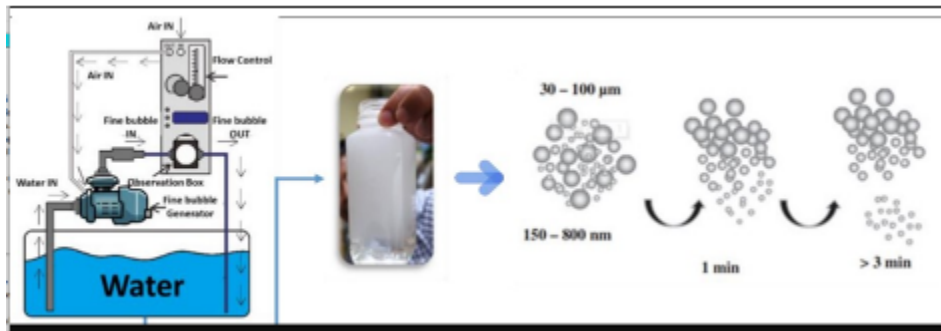 Air IN
Flow Control
Air IN
Fine bubble
IN
Fine bubble
OUT
Observation Box
Water IN
Fine bubble
Generator
Water
30 – 100 µm
150 – 800 nm
1 min
> 3 min